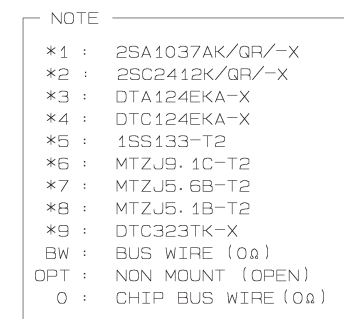 NOTE
*1 : 2SA1037AK/QR/-X
*2 : 2SC2412K/QR/-X
*3 : DTA124EKA-X
*4 : DTC124EKA-X
*5 : 1SS133-T2
*6 : MTZJ9.1C-T2
*7 : MTZJ5.6B-T2
*8 : MTZJ5.1B-T2
*9 : DTC323TK-X
BW : BUS WIRE (0Ω)
OPT : NON MOUNT (OPEN)
0 : CHIP BUS WIRE (0Ω)